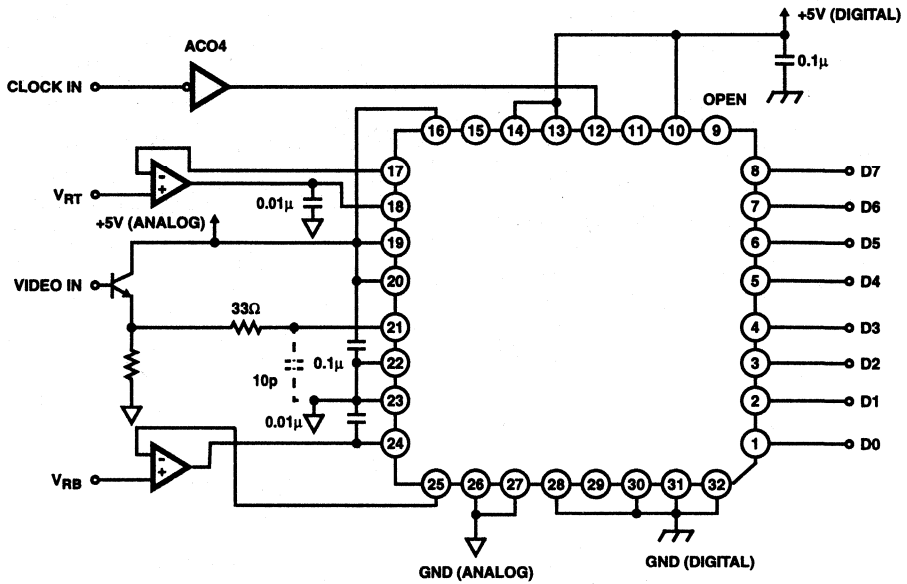 +5V (DIGITAL)
ACO4
0.1µ
CLOCK IN
OPEN
16 15 14 13 12 11 10 9
17
8 D7
VRT
0.01µ
18
7 D6
+5V (ANALOG)
19
6 D5
VIDEO IN
20
5 D4
33Ω
21
4 D3
0.1µ
22
3 D2
10p
23
2 D1
0.01µ
24
1 D0
VRB
25 26 27 28 29 30 31 32
GND (ANALOG)
GND (DIGITAL)